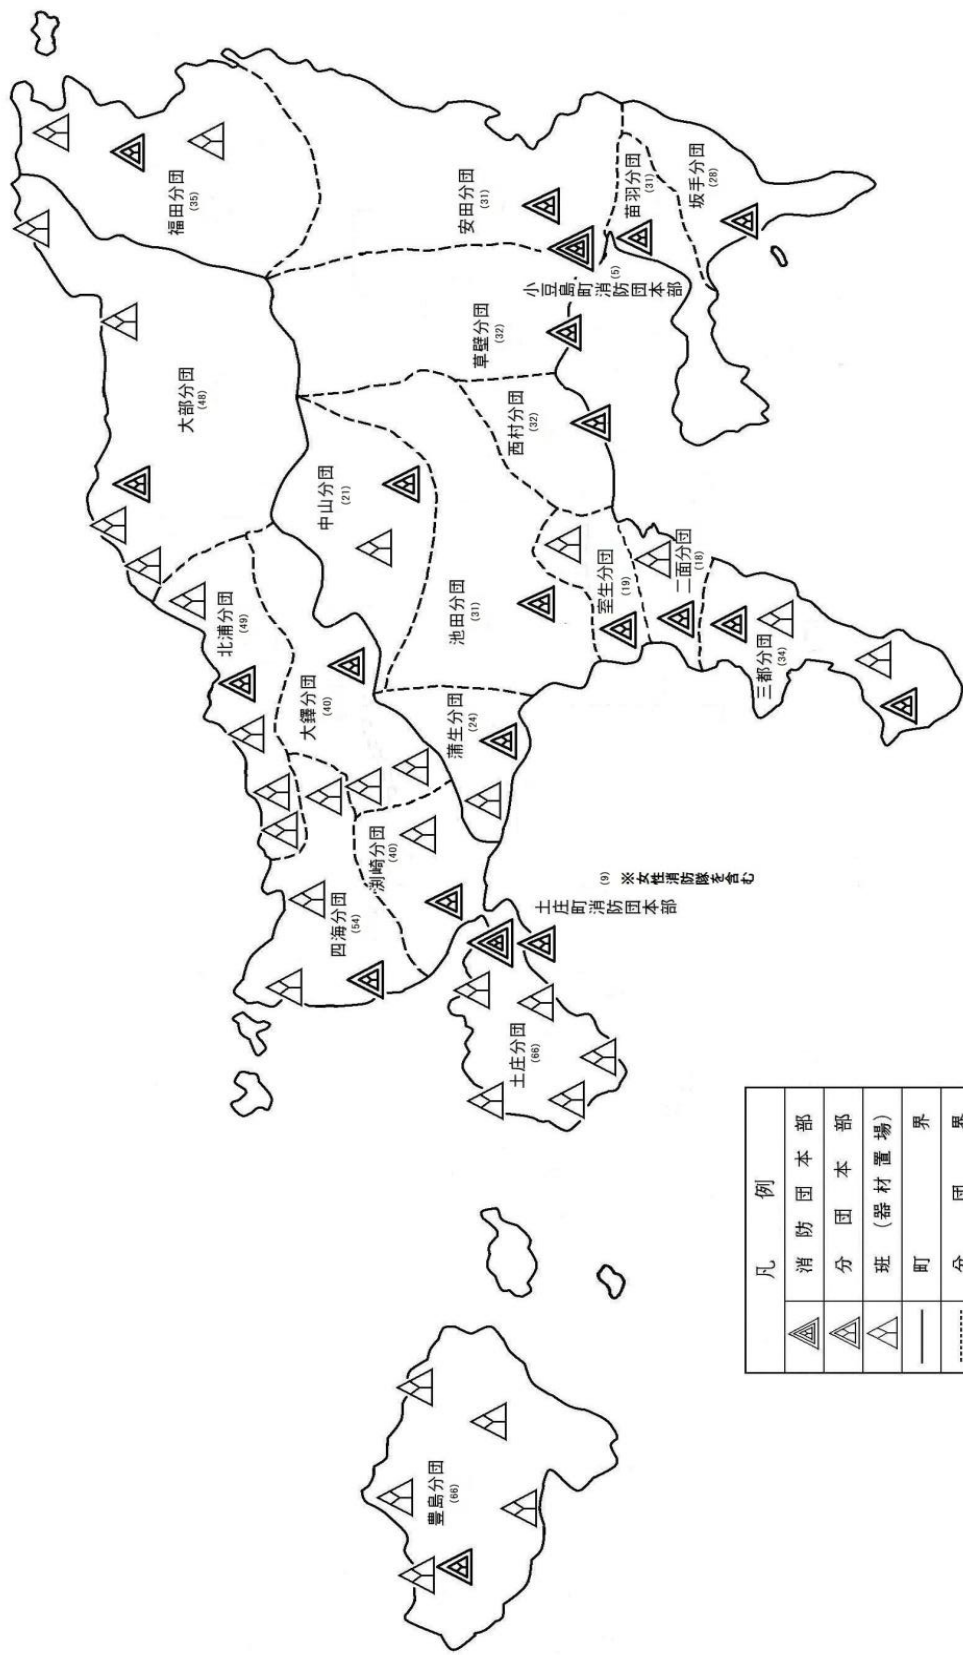 福田分団
(35)
大部分団
(48)
安田分団
(31)
苗羽分団
(31)
坂手分団
(28)
(5)
小豆島町消防団本部
草壁分団
(32)
西村分団
(32)
中山分団
(21)
北浦分団
(49)
大鐸分団
(40)
池田分団
(31)
室生分団
(19)
二面分団
(18)
三都分団
(34)
蒲生分団
(24)
渕崎分団
(40)
四海分団
(54)
(9) ※女性消防隊を含む
土庄町消防団本部
土庄分団
(66)
豊島分団
(66)
凡例
消防団本部
分団本部
班（器材置場）
町界
分団界